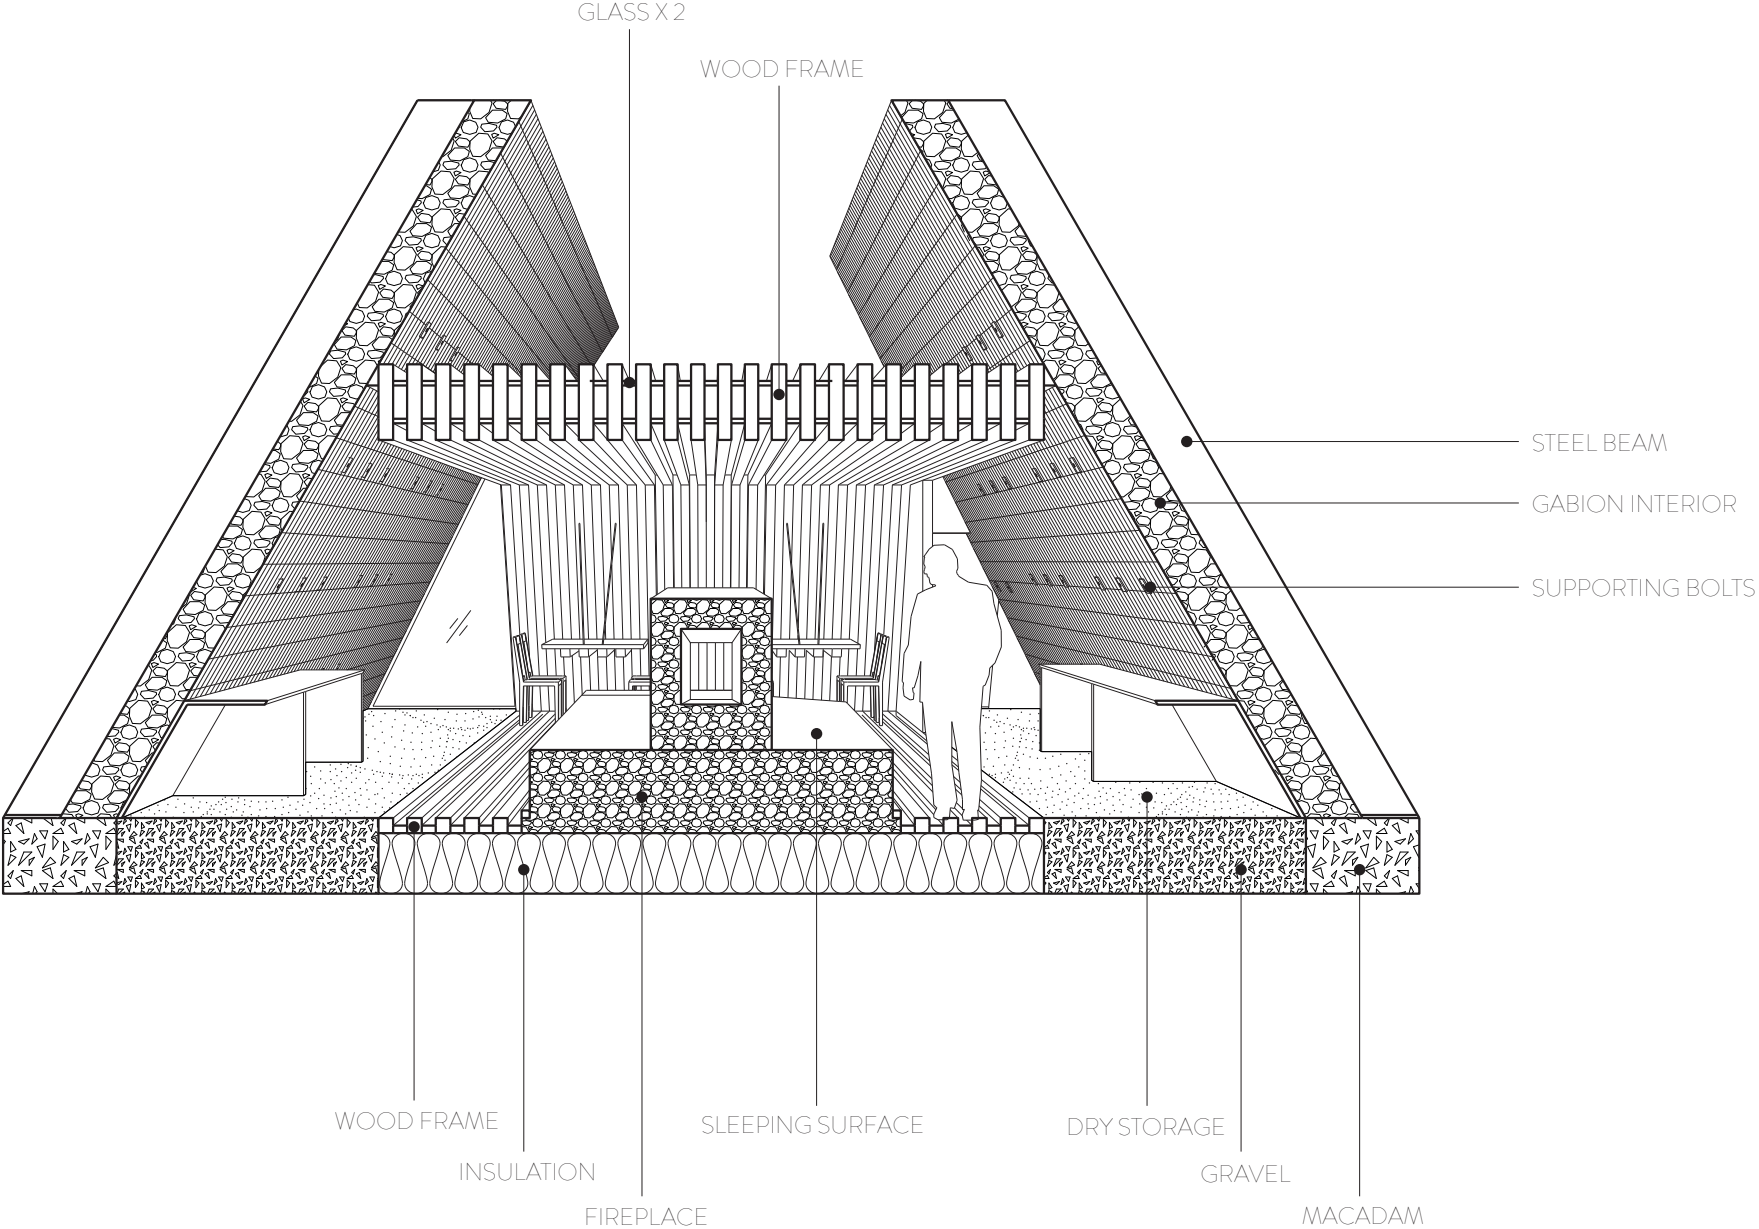 GLASS X 2
WOOD FRAME
STEEL BEAM
GABION INTERIOR
SUPPORTING BOLTS
WOOD FRAME
SLEEPING SURFACE
DRY STORAGE
INSULATION
GRAVEL
FIREPLACE
MACADAM